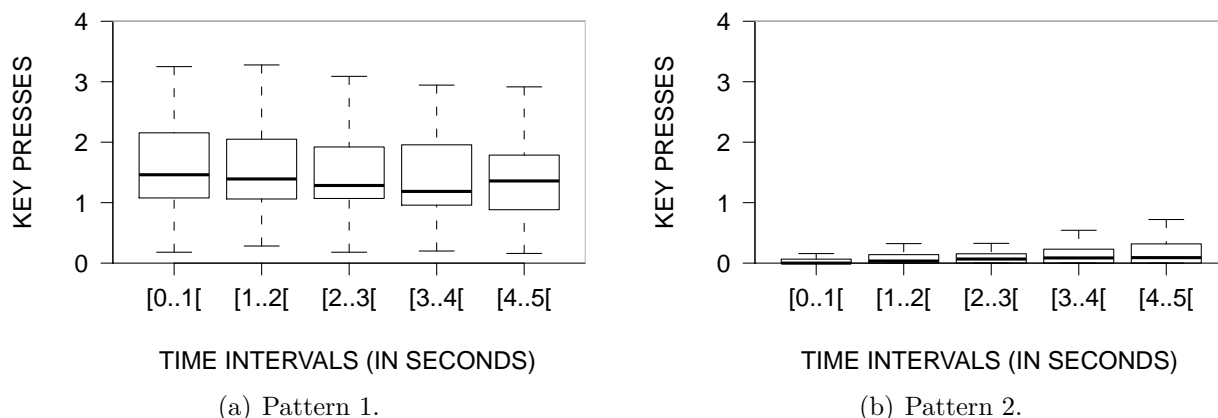 KEY PRESSES
4
3
2
1
0
[0..1[ [1..2[ [2..3[ [3..4[ [4..5[
TIME INTERVALS (IN SECONDS)
(a) Pattern 1.
KEY PRESSES
4
3
2
1
0
[0..1[ [1..2[ [2..3[ [3..4[ [4..5[
TIME INTERVALS (IN SECONDS)
(b) Pattern 2.